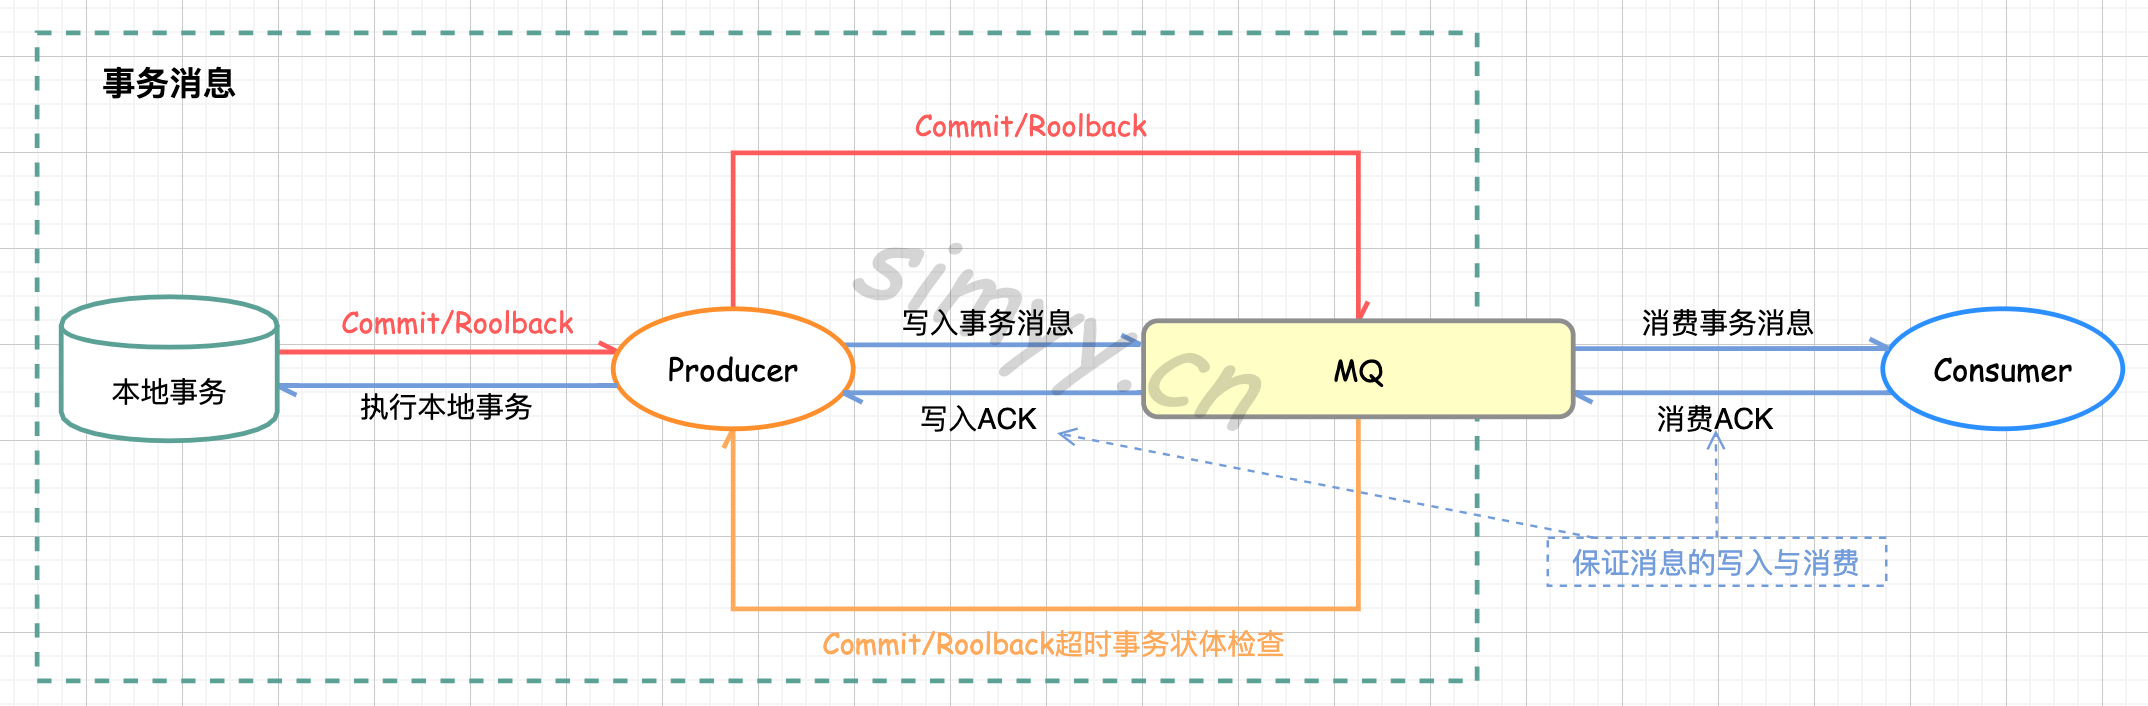 事务消息
Commit/Roolback
Commit/Roolback
写入事务消息
消费事务消息
本地事务
Producer
MQ
Consumer
执行本地事务
写入ACK
消费ACK
simyy.cn
保证消息的写入与消费
Commit/Roolback超时事务状体检查